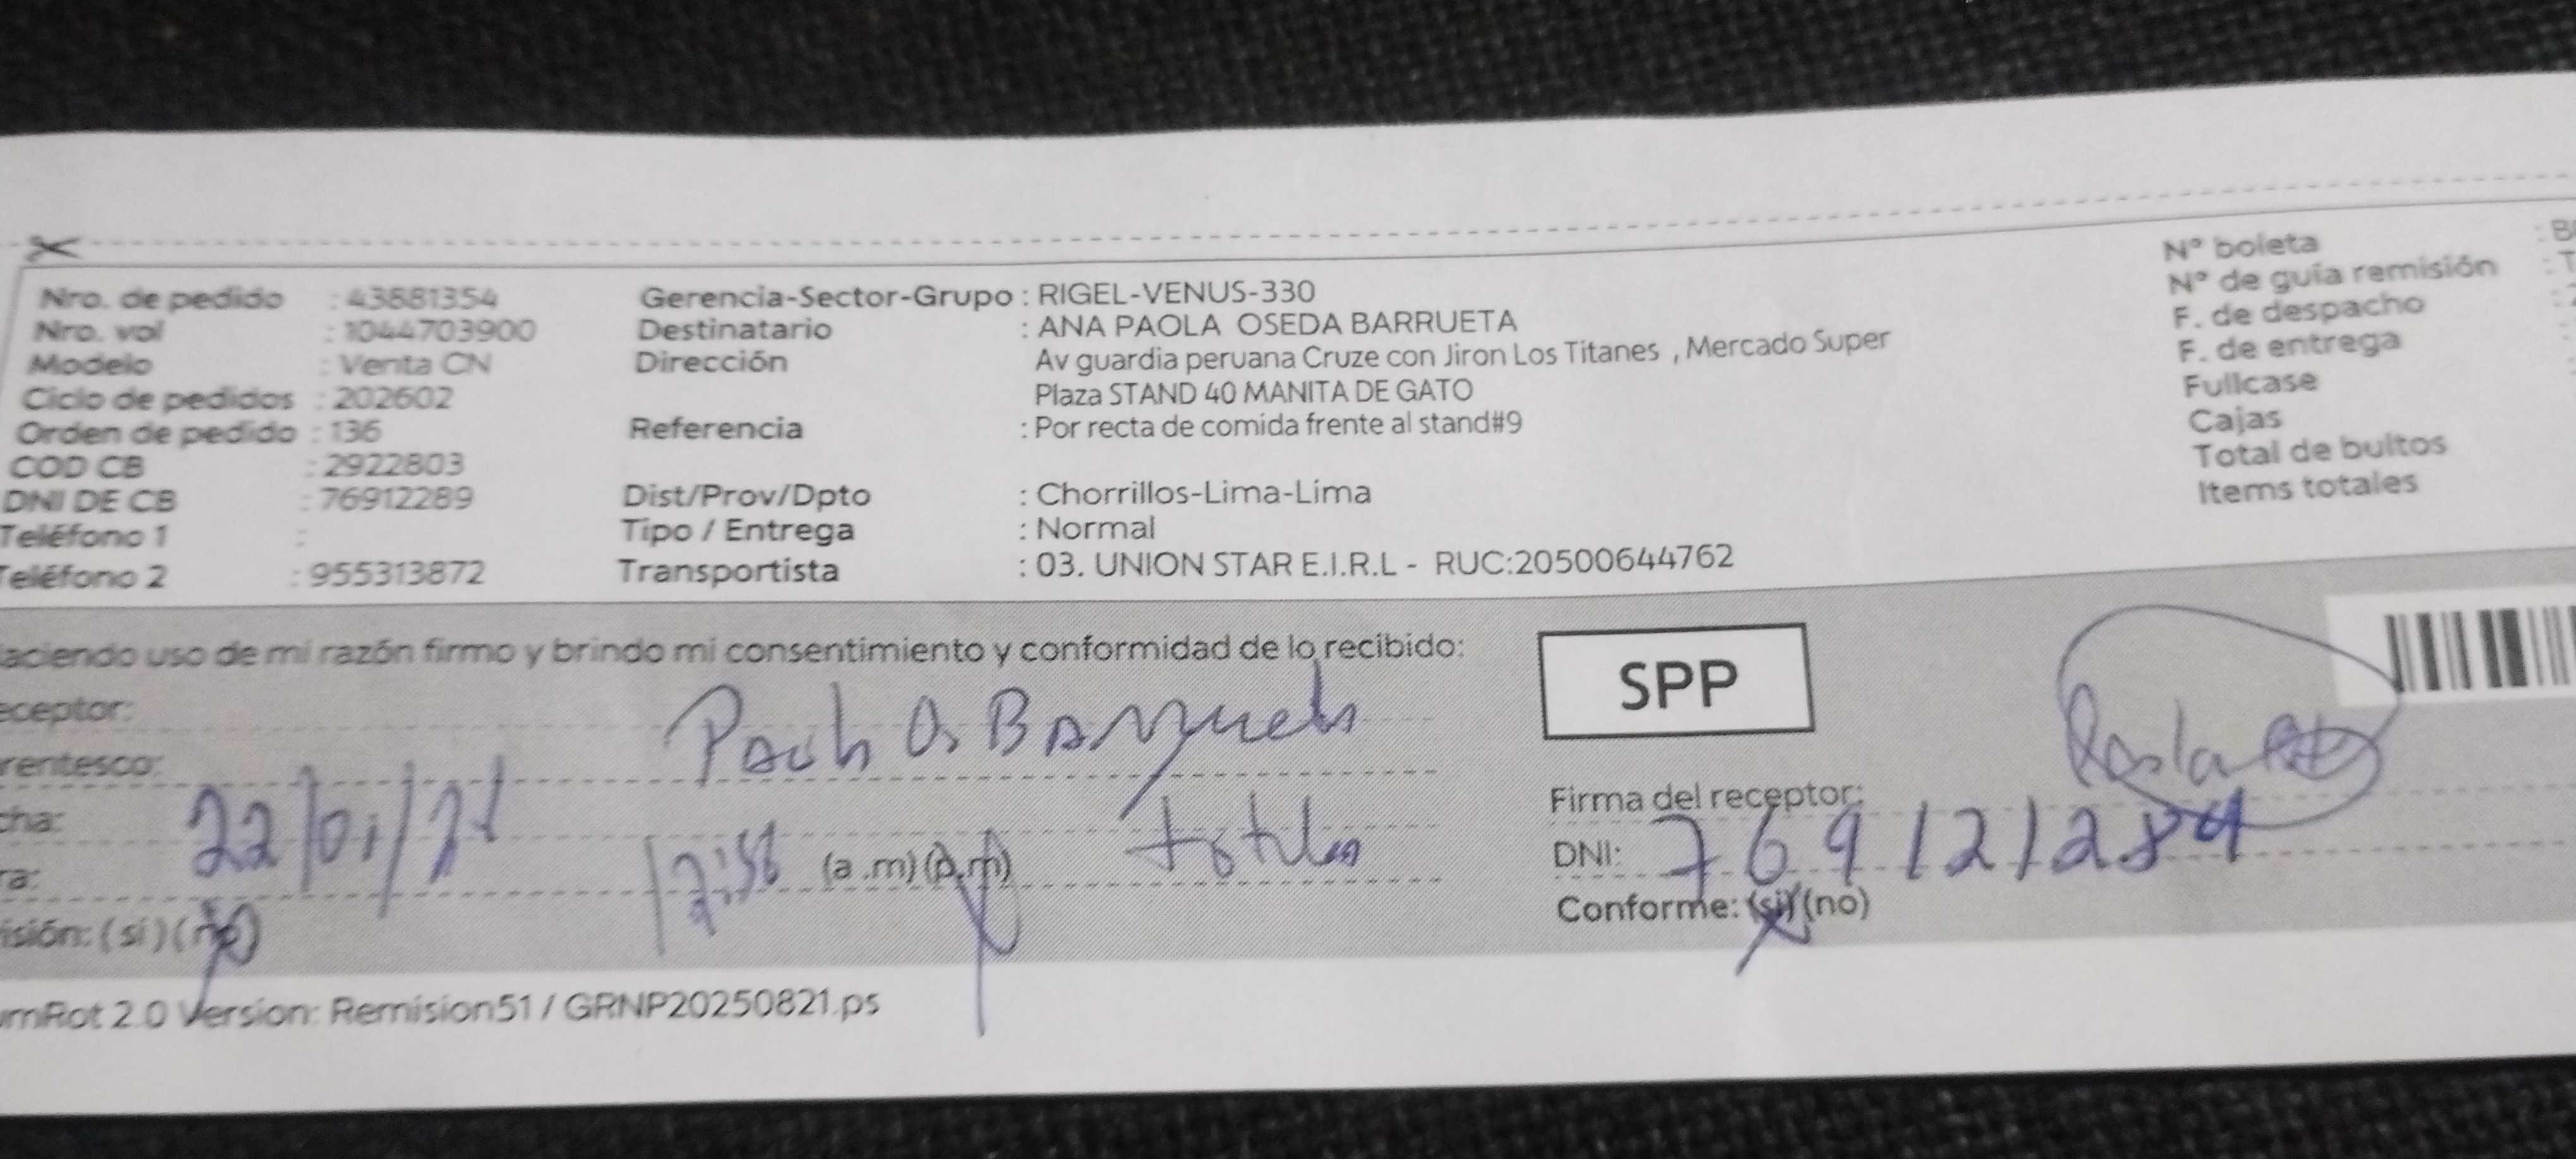 Nro. de pedido : 43881354
Nro. vol : 1044703900
Modelo : Venta CN
Ciclo de pedidos : 202602
Orden de pedido : 136
COD CB : 2922803
DNI DE CB : 76912289
Teléfono 1 :
Teléfono 2 : 955313872
Gerencia-Sector-Grupo : RIGEL-VENUS-330
Destinatario : ANA PAOLA OSEDA BARRUETA
Dirección Av guardia peruana Cruze con Jiron Los Titanes , Mercado Super
Plaza STAND 40 MANITA DE GATO
Referencia : Por recta de comida frente al stand#9
Dist/Prov/Dpto : Chorrillos-Lima-Lima
Tipo / Entrega : Normal
Transportista : 03. UNION STAR E.I.R.L - RUC:20500644762
N° boleta : B
N° de guía remisión : T
F. de despacho :
F. de entrega :
Fullcase
Cajas
Total de bultos
Items totales
aciendo uso de mi razón firmo y brindo mi consentimiento y conformidad de lo recibido:
eceptor:
rentesco:
cha: 22/01/
ra: (a.m)(p.m)
isión: (si)(no)
SPP
Firma del receptor:
DNI:
Conforme: (si)(no)
mRot 2.0 Version: Remision51 / GRNP20250821.ps